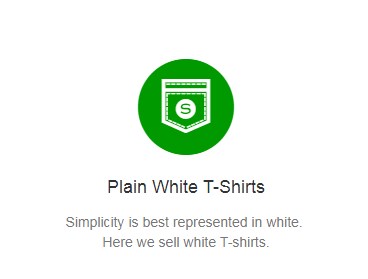 S
Plain White T-Shirts
Simplicity is best represented in white.
Here we sell white T-shirts.